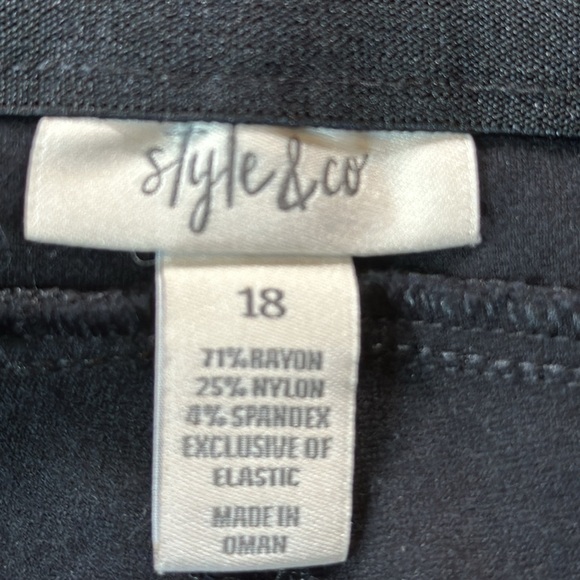 style & co
18
71% RAYON
25% NYLON
4% SPANDEX
EXCLUSIVE OF
ELASTIC
MADE IN
OMAN